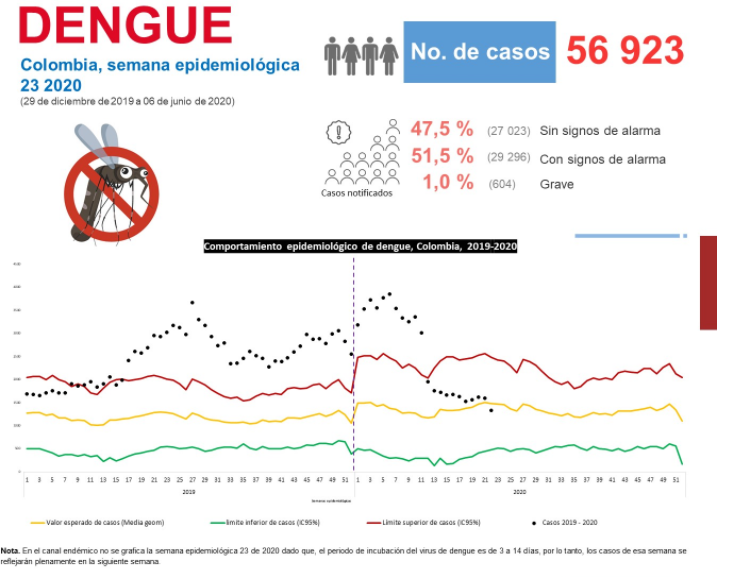 DENGUE
Colombia, semana epidemiológica
23 2020
(29 de diciembre de 2019 a 06 de junio de 2020)
No. de casos 56 923
47,5 % (27 023) Sin signos de alarma
51,5 % (29 296) Con signos de alarma
1,0 % (604) Grave
Casos notificados
Comportamiento epidemiológico de dengue, Colombia, 2019-2020
1 3 5 7 9 11 13 15 17 19 21 23 25 27 29 31 33 35 37 39 41 43 45 47 49 51 1 3 5 7 9 11 13 15 17 19 21 23 25 27 29 31 33 35 37 39 41 43 45 47 49 51
2019 2020
Valor esperado de casos (Media geom) limite inferior de casos (IC95%) Límite superior de casos (IC95%) Casos 2019 - 2020
Nota. En el canal endémico no se grafica la semana epidemiológica 23 de 2020 dado que, el periodo de incubación del virus de dengue es de 3 a 14 días, por lo tanto, los casos de esa semana se
reflejarán plenamente en la siguiente semana.